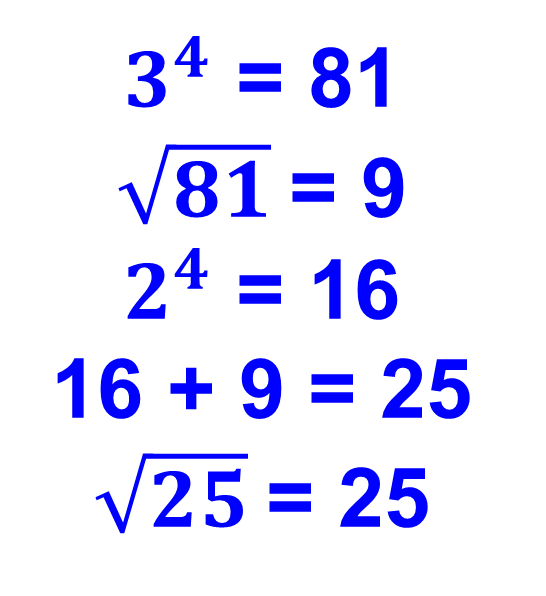 3⁴ = 81
√81 = 9
2⁴ = 16
16 + 9 = 25
√25 = 25